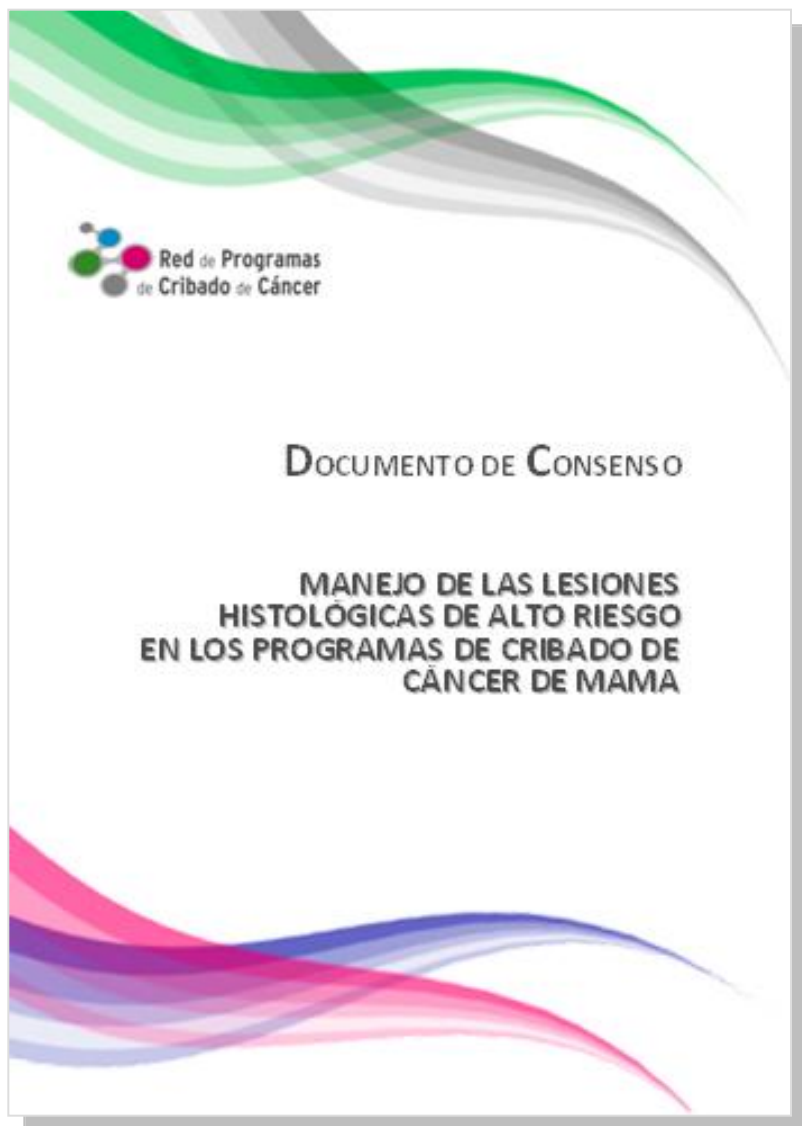 Red de Programas
de Cribado de Cáncer
DOCUMENTO DE CONSENSO
MANEJO DE LAS LESIONES
HISTOLÓGICAS DE ALTO RIESGO
EN LOS PROGRAMAS DE CRIBADO DE
CÁNCER DE MAMA